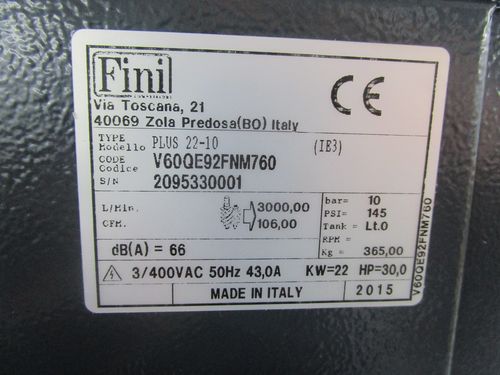 Fini
Via Toscana, 21
40069 Zola Predosa(BO) Italy
CE
TYPE
Modello PLUS 22-10 (IE3)
CODE
Codice V60QE92FNM760
S/N 2095330001
L/Min. 3000,00
CFM. 106,00
bar= 10
PSI= 145
Tank = Lt.0
RPM =
Kg = 365,00
dB(A) = 66
3/400VAC 50Hz 43,0A KW=22 HP=30,0
MADE IN ITALY 2015
V60QE92FNM760